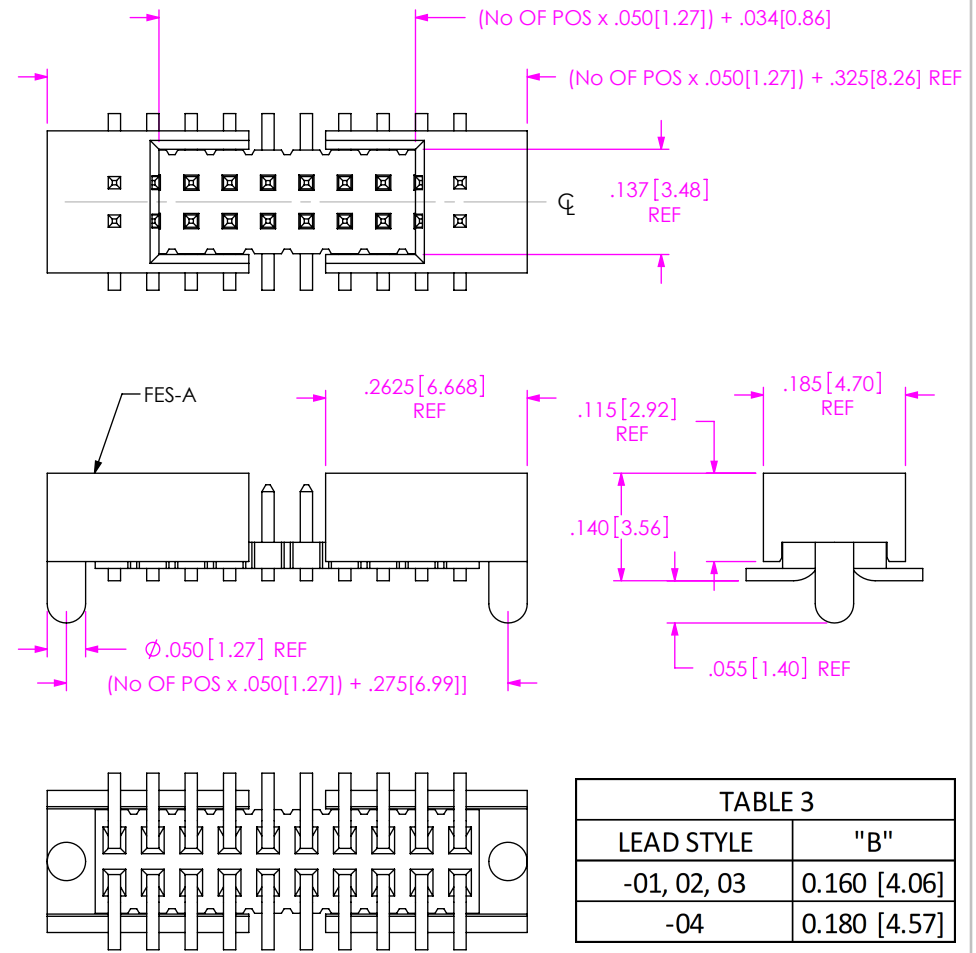 (No OF POS x .050[1.27]) + .034[0.86]
(No OF POS x .050[1.27]) + .325[8.26] REF
.137[3.48]
REF
℄
FES-A
.2625[6.668]
REF
.115[2.92]
REF
.185[4.70]
REF
.140[3.56]
Ø.050[1.27] REF
.055[1.40] REF
(No OF POS x .050[1.27]) + .275[6.99]]
TABLE 3
LEAD STYLE "B"
-01, 02, 03 0.160 [4.06]
-04 0.180 [4.57]